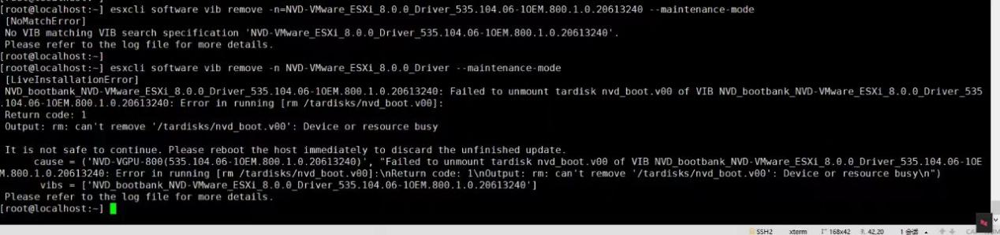 [root@localhost:~] esxcli software vib remove -n=NVD-VMware_ESXi_8.0.0_Driver_535.104.06-1OEM.800.1.0.20613240 --maintenance-mode
[NoMatchError]
No VIB matching VIB search specification 'NVD-VMware_ESXi_8.0.0_Driver_535.104.06-1OEM.800.1.0.20613240'.
Please refer to the log file for more details.
[root@localhost:~]
[root@localhost:~] esxcli software vib remove -n NVD-VMware_ESXi_8.0.0_Driver --maintenance-mode
[LiveInstallationError]
NVD_bootbank_NVD-VMware_ESXi_8.0.0_Driver_535.104.06-1OEM.800.1.0.20613240: Failed to unmount tardisk nvd_boot.v00 of VIB NVD_bootbank_NVD-VMware_ESXi_8.0.0_Driver_535
.104.06-1OEM.800.1.0.20613240: Error in running [rm /tardisks/nvd_boot.v00]:
Return code: 1
Output: rm: can't remove '/tardisks/nvd_boot.v00': Device or resource busy
It is not safe to continue. Please reboot the host immediately to discard the unfinished update.
cause = ('NVD-VGPU-800(535.104.06-1OEM.800.1.0.20613240)', "Failed to unmount tardisk nvd_boot.v00 of VIB NVD_bootbank_NVD-VMware_ESXi_8.0.0_Driver_535.104.06-1OE
M.800.1.0.20613240: Error in running [rm /tardisks/nvd_boot.v00]:\nReturn code: 1\nOutput: rm: can't remove '/tardisks/nvd_boot.v00': Device or resource busy\n")
vibs = ['NVD_bootbank_NVD-VMware_ESXi_8.0.0_Driver_535.104.06-1OEM.800.1.0.20613240']
Please refer to the log file for more details.
[root@localhost:~]
SSH2 xterm 168x42 42,20 1 会话